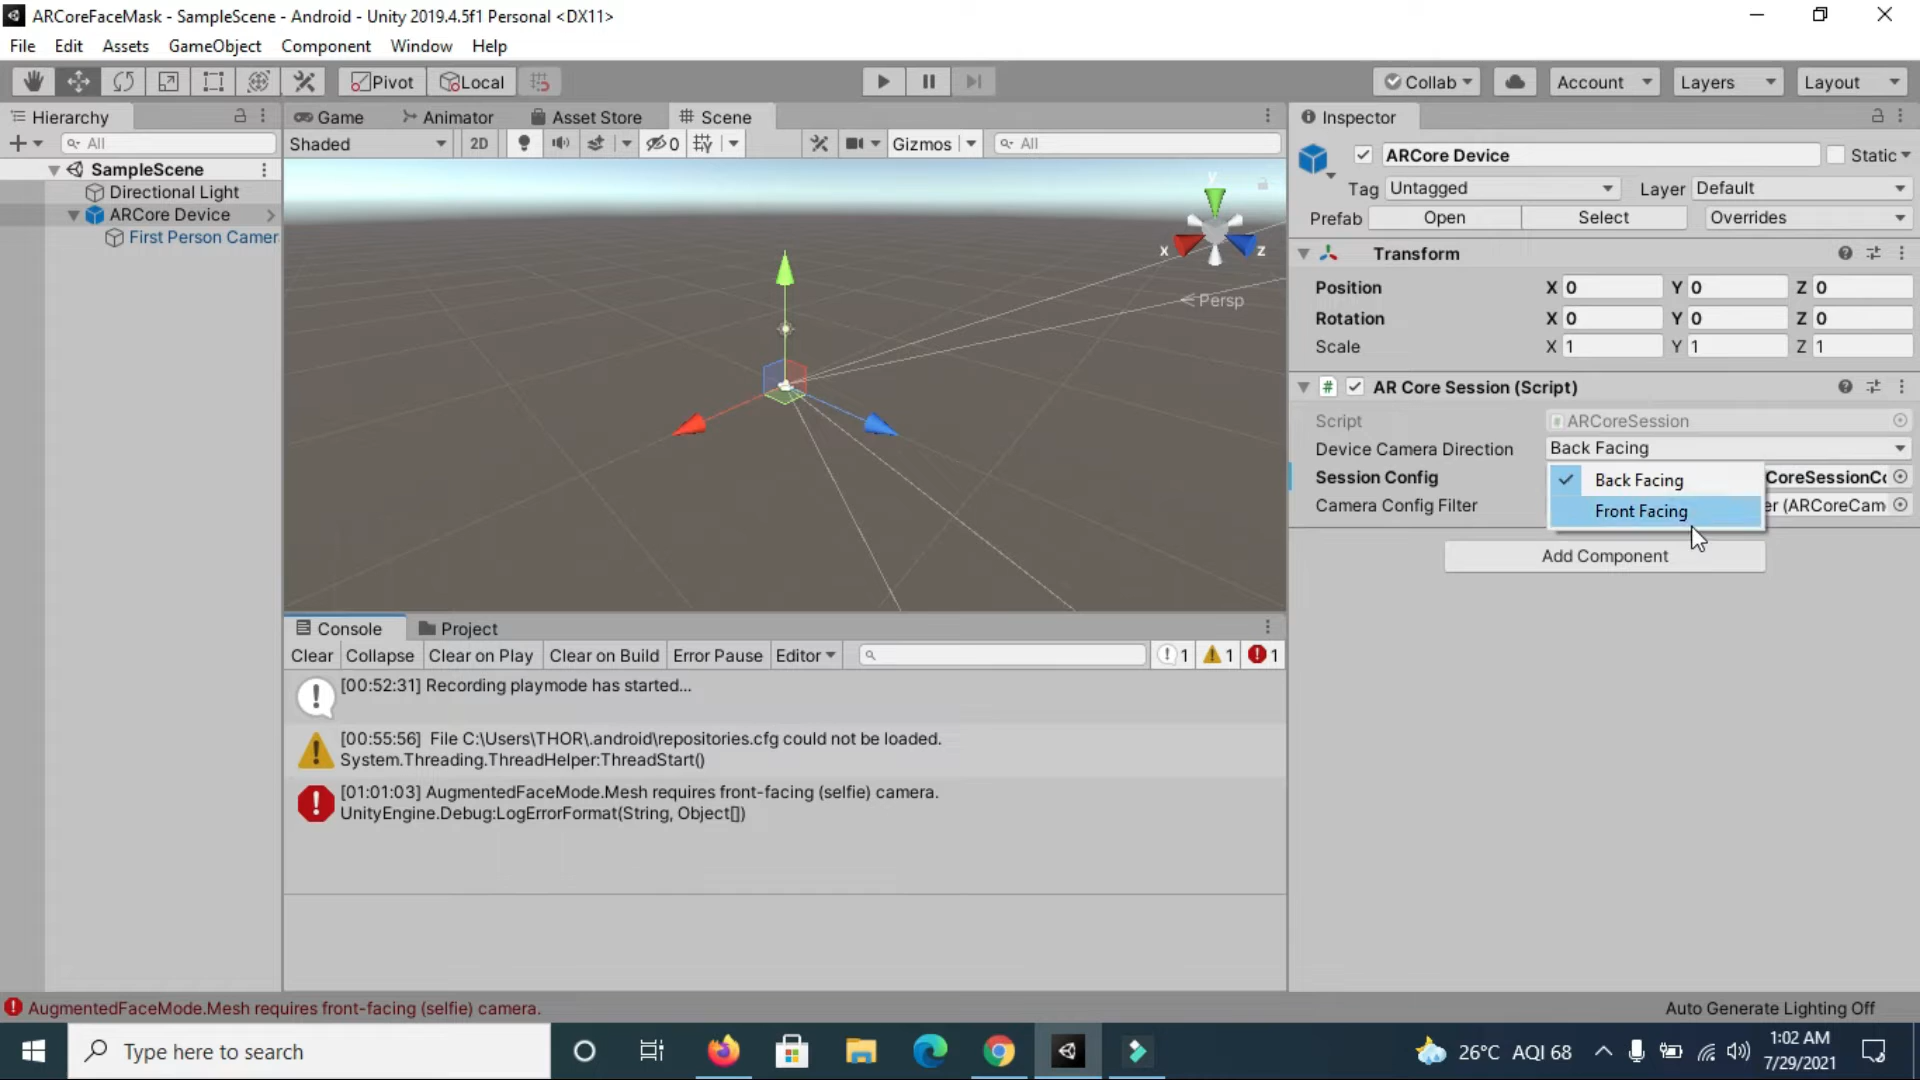 ARCoreFaceMask - SampleScene - Android - Unity 2019.4.5f1 Personal <DX11>
File Edit Assets GameObject Component Window Help
Pivot Local Collab Account Layers Layout
Hierarchy
All
SampleScene
Directional Light
ARCore Device
First Person Camer
Game Animator Asset Store Scene
Shaded 2D 0 Gizmos All
y
x z
Persp
Console Project
Clear Collapse Clear on Play Clear on Build Error Pause Editor 1 1 1
[00:52:31] Recording playmode has started...
[00:55:56] File C:\Users\THOR\.android\repositories.cfg could not be loaded.
System.Threading.ThreadHelper:ThreadStart()
[01:01:03] AugmentedFaceMode.Mesh requires front-facing (selfie) camera.
UnityEngine.Debug:LogErrorFormat(String, Object[])
Inspector
ARCore Device Static
Tag Untagged Layer Default
Prefab Open Select Overrides
Transform
Position X 0 Y 0 Z 0
Rotation X 0 Y 0 Z 0
Scale X 1 Y 1 Z 1
# AR Core Session (Script)
Script ARCoreSession
Device Camera Direction Back Facing
Session Config Back Facing CoreSessionCo
Camera Config Filter Front Facing er (ARCoreCam
Add Component
AugmentedFaceMode.Mesh requires front-facing (selfie) camera. Auto Generate Lighting Off
Type here to search 26°C AQI 68 1:02 AM
7/29/2021